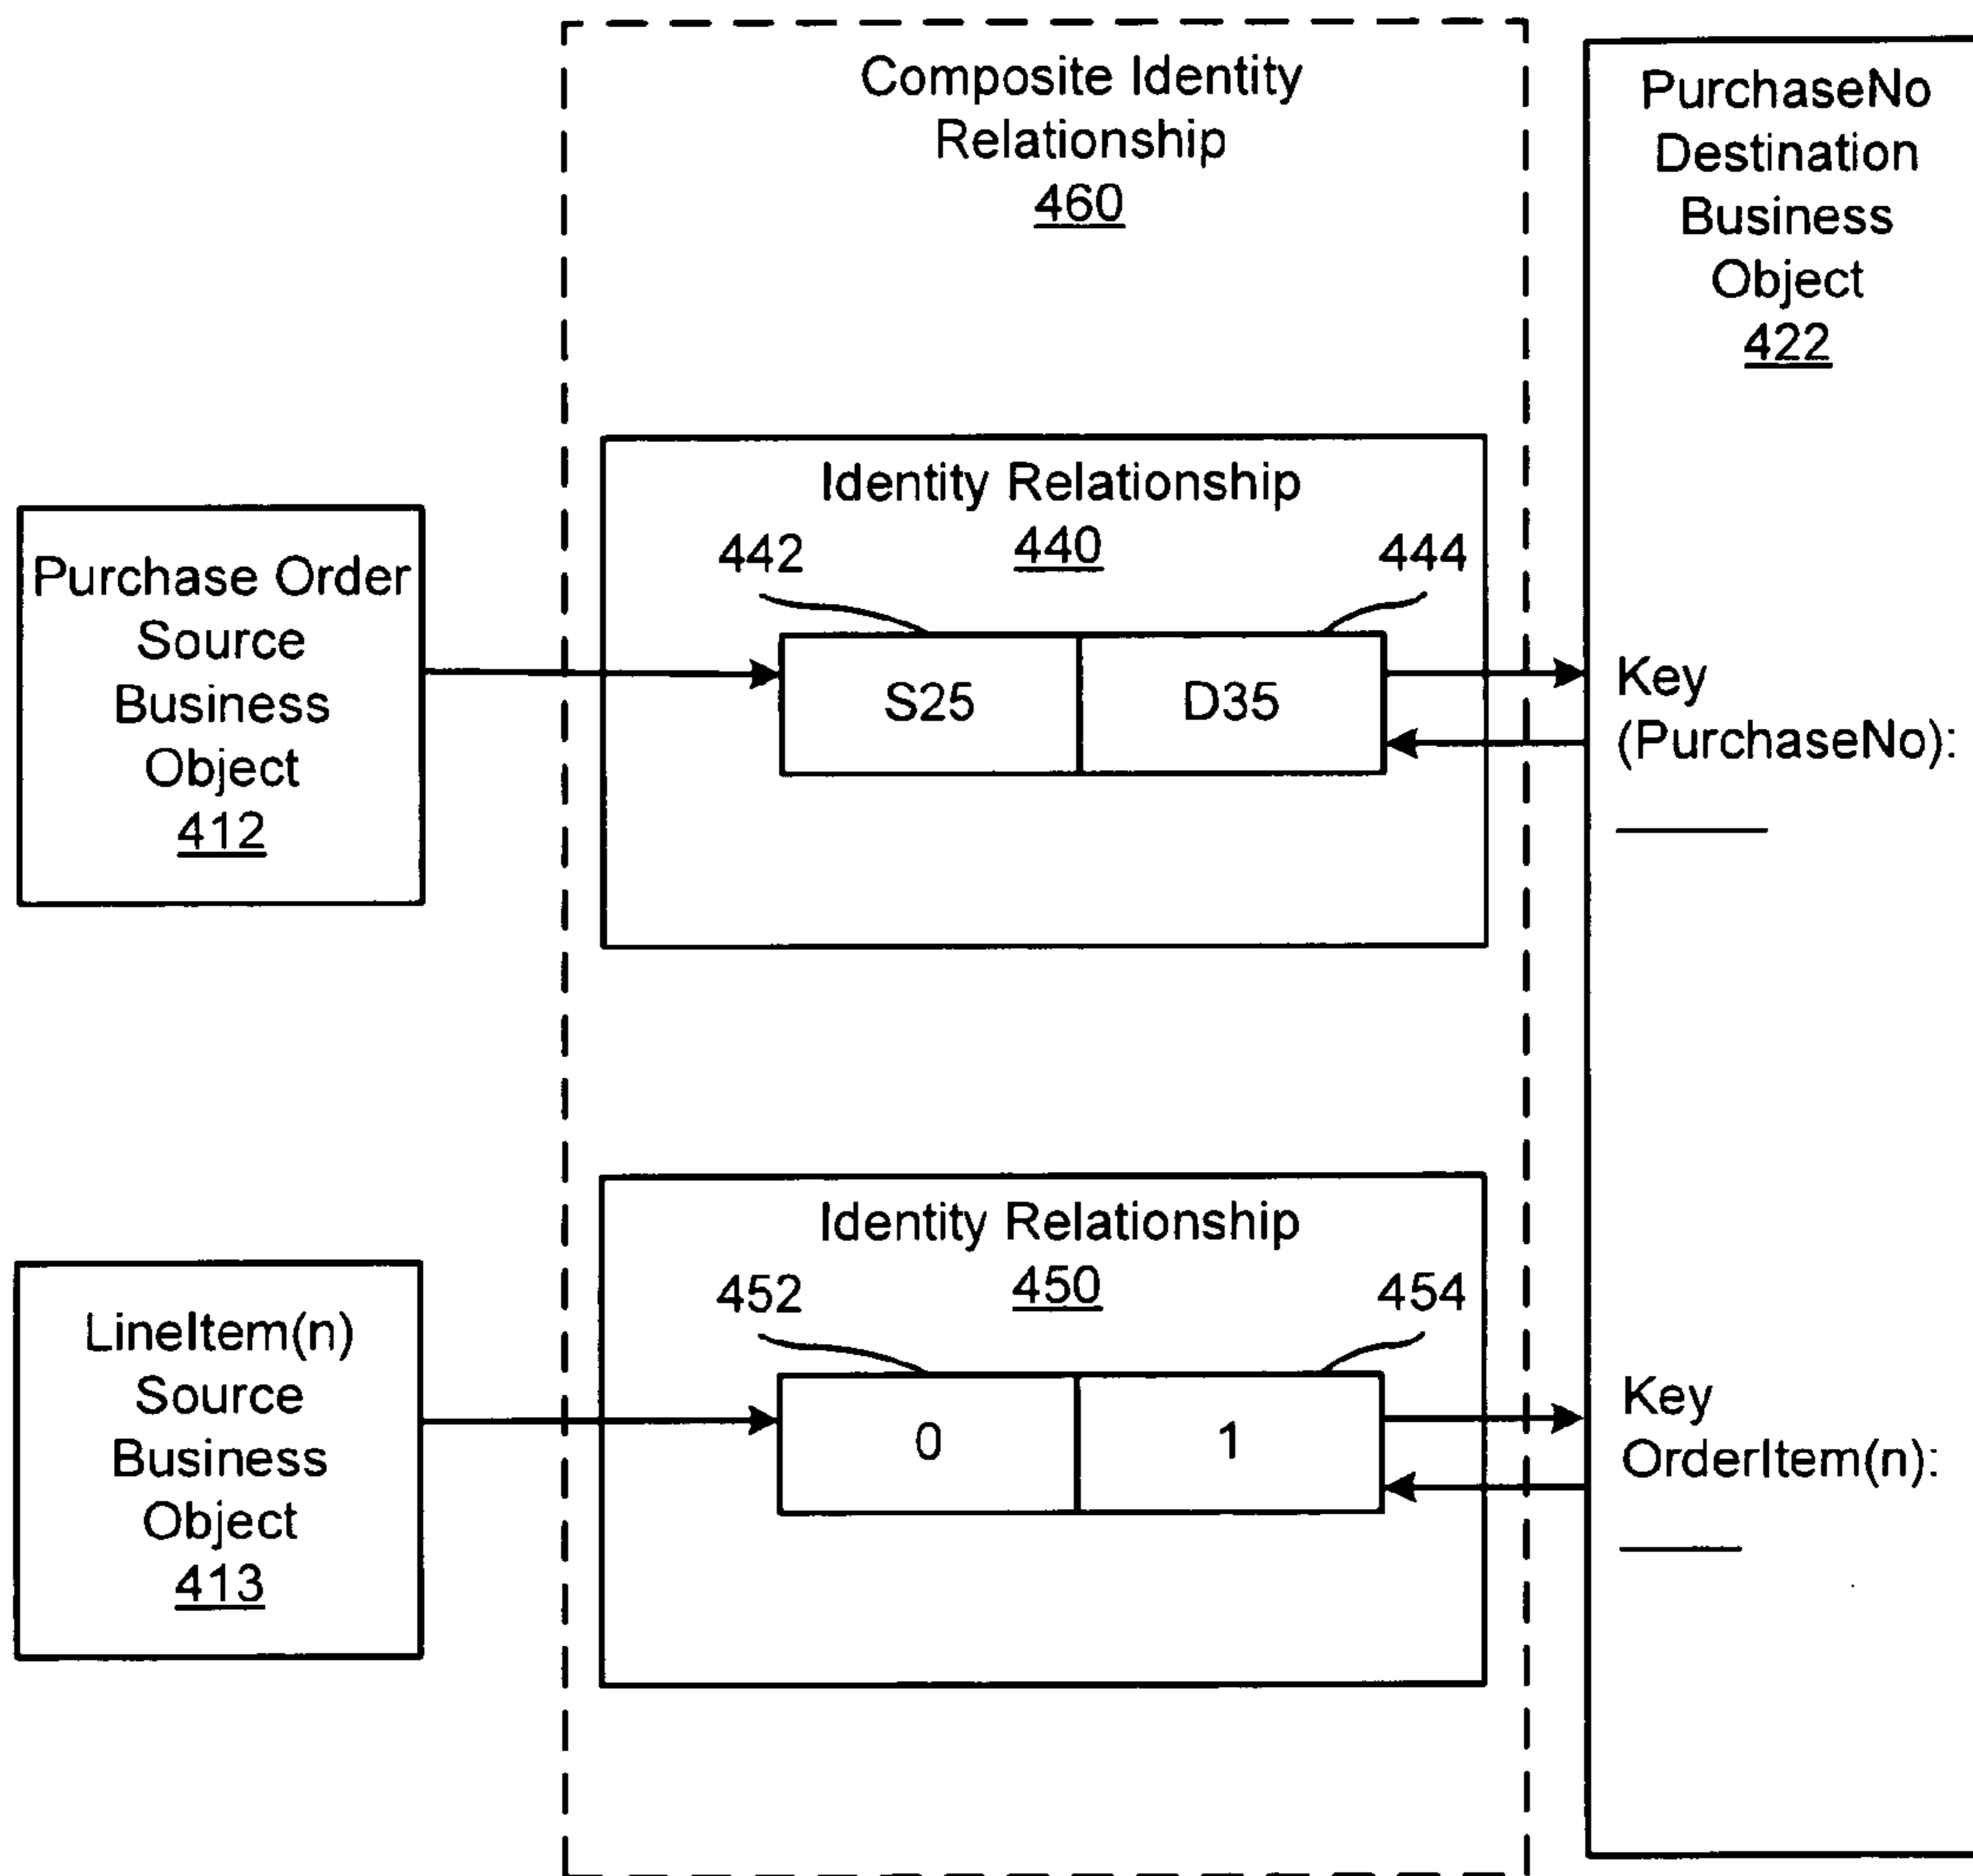 Composite Identity
Relationship
460
PurchaseNo
Destination
Business
Object
422
Identity Relationship
440
442
444
Purchase Order
Source
Business
Object
412
S25
D35
Key
(PurchaseNo):
Identity Relationship
450
452
454
LineItem(n)
Source
Business
Object
413
0
1
Key
OrderItem(n):